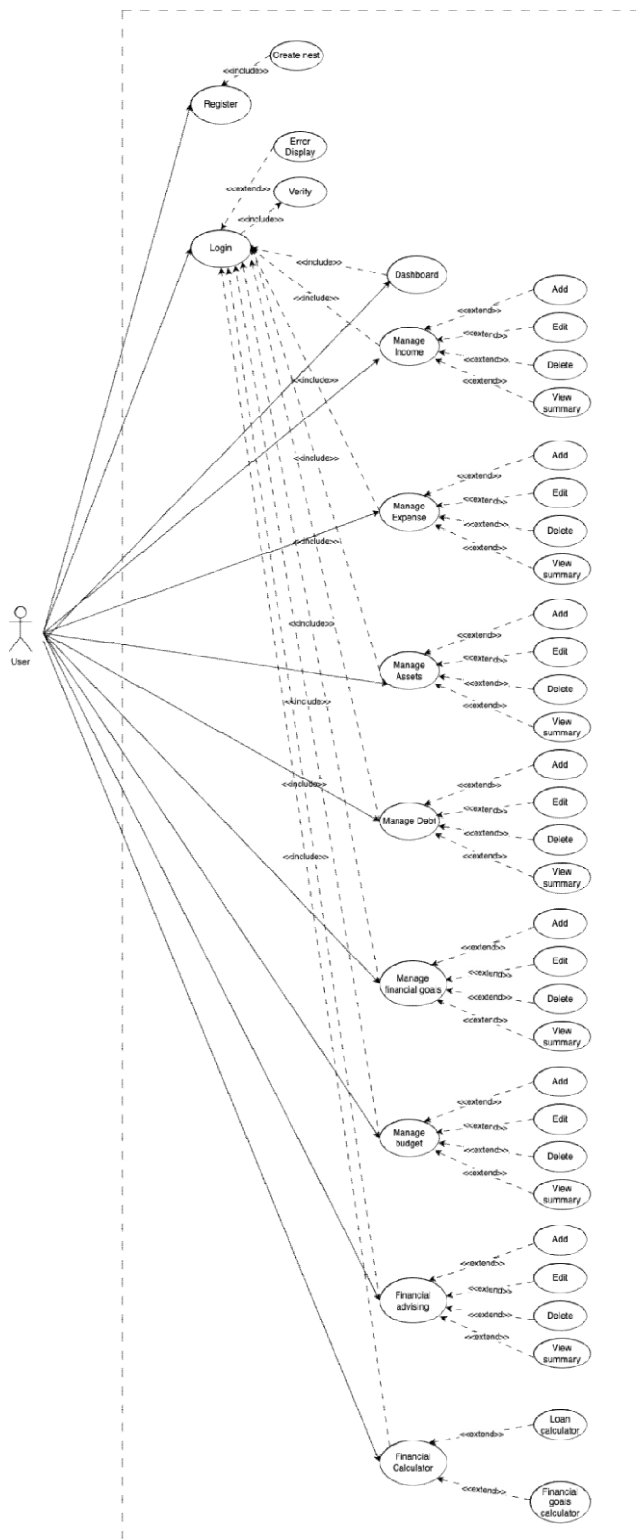 Create nest
<<include>>
Register
Error
Display
<<extend>>
Verify
<<include>>
Login
<<include>>
Dashboard
<<include>>
Manage
Income
Add
<<extend>>
Edit
<<extend>>
Delete
<<extend>>
View
summary
<<extend>>
<<include>>
<<include>>
Manage
Expense
Add
<<extend>>
Edit
<<extend>>
Delete
<<extend>>
View
summary
<<extend>>
<<include>>
<<include>>
User
Manage
Assets
Add
<<extend>>
Edit
<<extend>>
Delete
<<extend>>
View
summary
<<extend>>
<<include>>
<<include>>
Manage Debt
Add
<<extend>>
Edit
<<extend>>
Delete
<<extend>>
View
summary
<<extend>>
<<include>>
Manage
financial goals
Add
<<extend>>
Edit
<<extend>>
Delete
<<extend>>
View
summary
<<extend>>
Manage
budget
Add
<<extend>>
Edit
<<extend>>
Delete
<<extend>>
View
summary
<<extend>>
Financial
advising
Add
<<extend>>
Edit
<<extend>>
Delete
<<extend>>
View
summary
<<extend>>
Financial
Calculator
Loan
calculator
<<extend>>
<<extend>>
Financial
goals
calculator